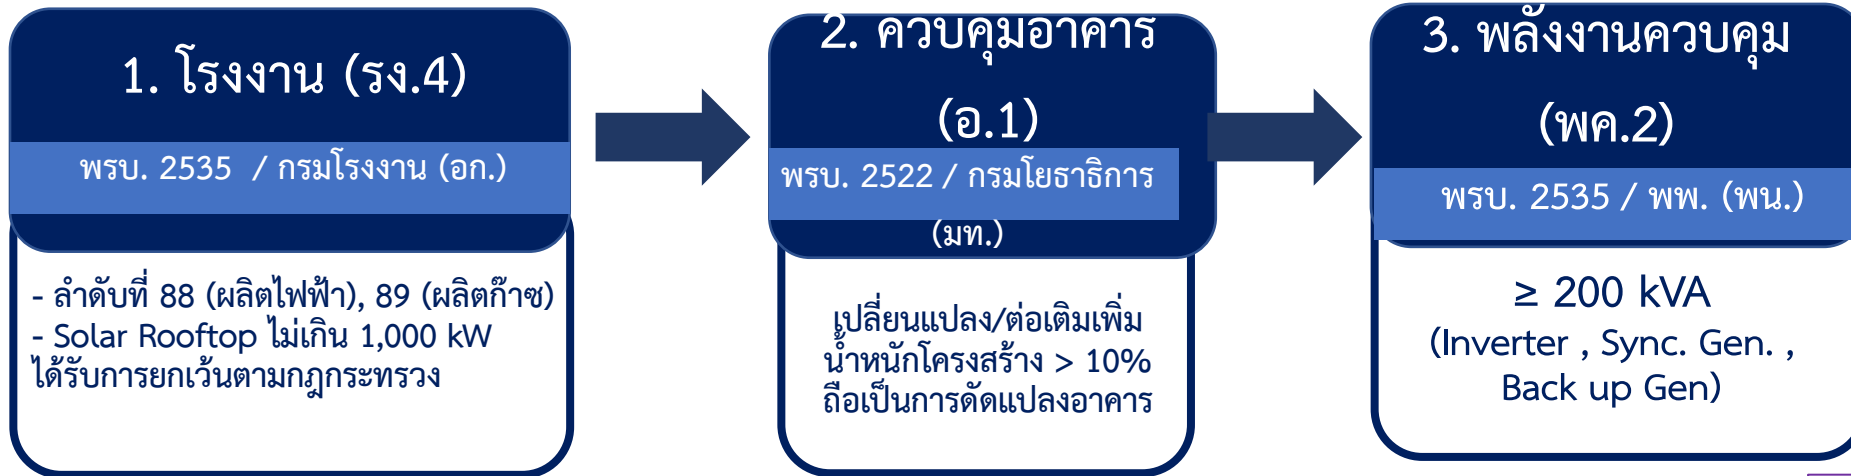 1. โรงงาน (รง.4)
พรบ. 2535 / กรมโรงงาน (อก.)
- ลำดับที่ 88 (ผลิตไฟฟ้า), 89 (ผลิตก๊าซ)
- Solar Rooftop ไม่เกิน 1,000 kW
ได้รับการยกเว้นตามกฎกระทรวง
2. ควบคุมอาคาร
(อ.1)
พรบ. 2522 / กรมโยธาธิการ
(มท.)
เปลี่ยนแปลง/ต่อเติมเพิ่ม
น้ำหนักโครงสร้าง > 10%
ถือเป็นการดัดแปลงอาคาร
3. พลังงานควบคุม
(พค.2)
พรบ. 2535 / พพ. (พน.)
≥ 200 kVA
(Inverter , Sync. Gen. ,
Back up Gen)